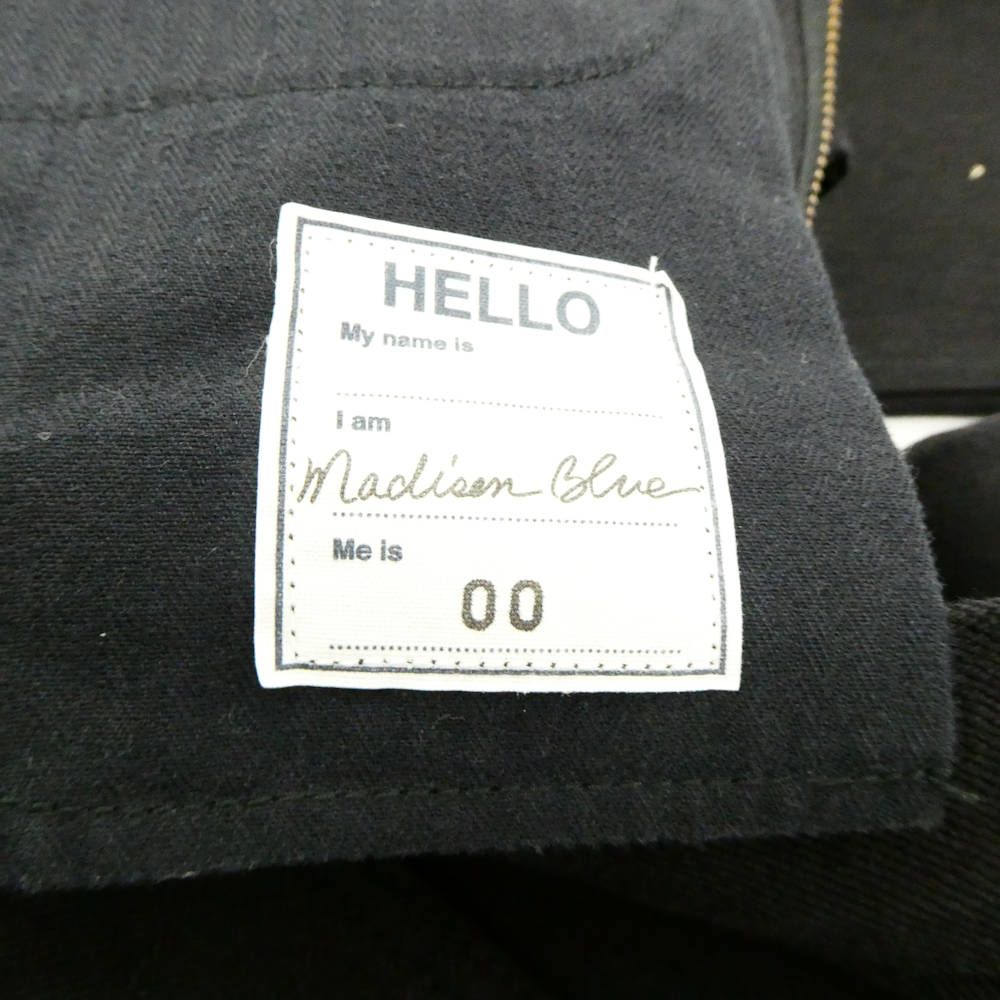 HELLO
My name is
I am
Madison Blue
Me is
00